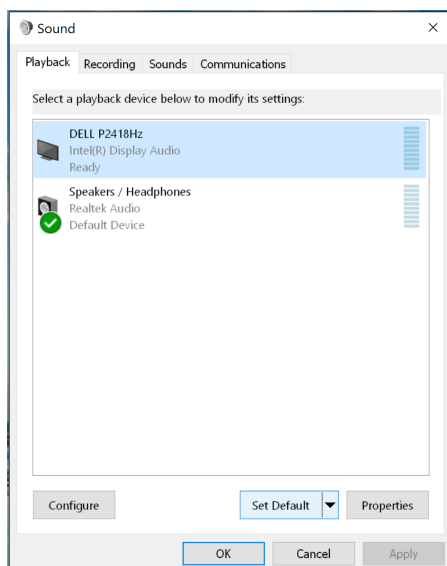 Sound
Playback Recording Sounds Communications
Select a playback device below to modify its settings:
DELL P2418Hz
Intel(R) Display Audio
Ready
Speakers / Headphones
Realtek Audio
Default Device
Configure Set Default Properties
OK Cancel Apply